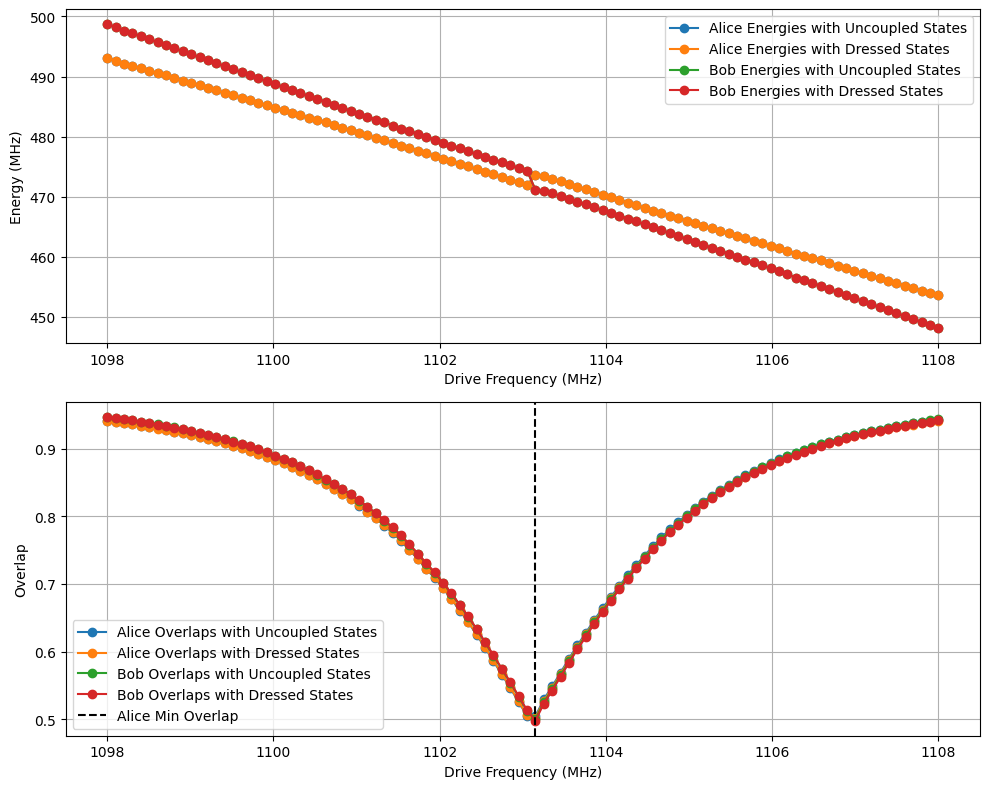 500
490
480
470
460
450
Energy (MHz)
Alice Energies with Uncoupled States
Alice Energies with Dressed States
Bob Energies with Uncoupled States
Bob Energies with Dressed States
1098
1100
1102
1104
1106
1108
Drive Frequency (MHz)
0.9
0.8
0.7
0.6
0.5
Overlap
Alice Overlaps with Uncoupled States
Alice Overlaps with Dressed States
Bob Overlaps with Uncoupled States
Bob Overlaps with Dressed States
Alice Min Overlap
1098
1100
1102
1104
1106
1108
Drive Frequency (MHz)